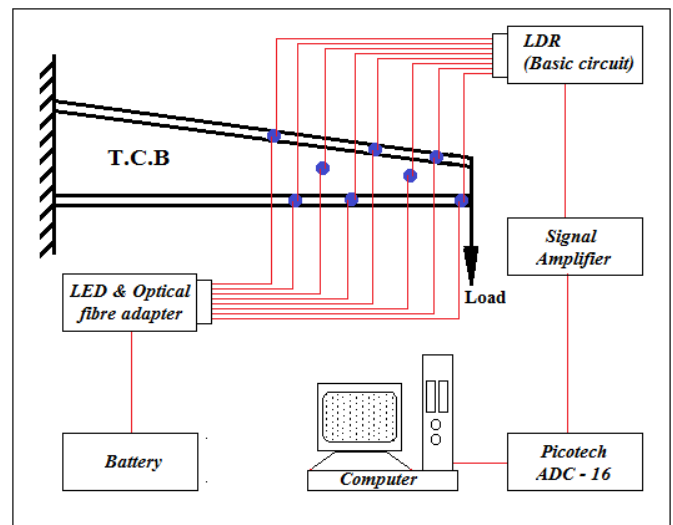 LDR
(Basic circuit)
T.C.B
Signal
Amplifier
LED & Optical
fibre adapter
Load
Battery
Computer
Picotech
ADC - 16